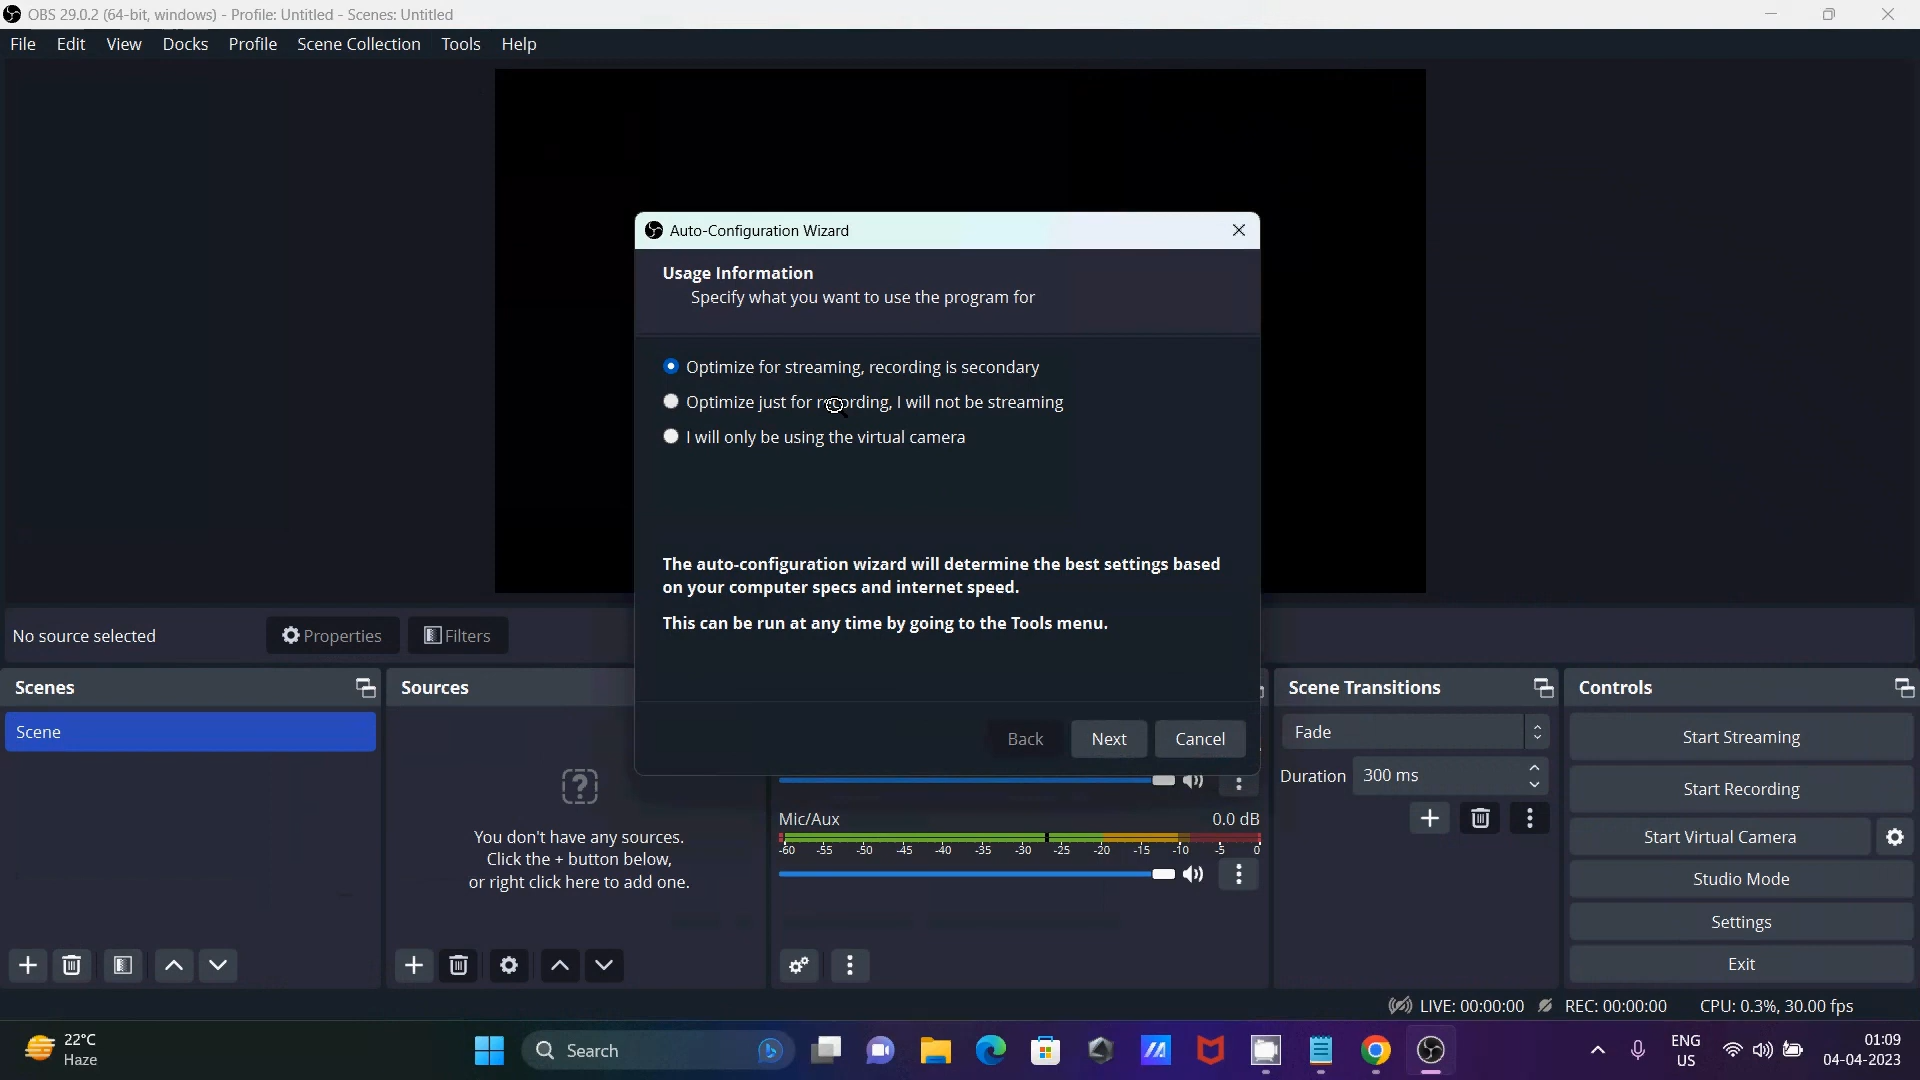 OBS 29.0.2 (64-bit, windows) - Profile: Untitled - Scenes: Untitled
File Edit View Docks Profile Scene Collection Tools Help
Auto-Configuration Wizard
Usage Information
Specify what you want to use the program for
Optimize for streaming, recording is secondary
Optimize just for recording, I will not be streaming
I will only be using the virtual camera
The auto-configuration wizard will determine the best settings based
on your computer specs and internet speed.
This can be run at any time by going to the Tools menu.
Back Next Cancel
No source selected Properties Filters
Scenes
Scene
Sources
You don't have any sources.
Click the + button below,
or right click here to add one.
Mic/Aux 0.0 dB
-60 -55 -50 -45 -40 -35 -30 -25 -20 -15 -10 -5 0
Scene Transitions
Fade
Duration 300 ms
Controls
Start Streaming
Start Recording
Start Virtual Camera
Studio Mode
Settings
Exit
LIVE: 00:00:00 REC: 00:00:00 CPU: 0.3%, 30.00 fps
22°C
Haze
Search
ENG
US
01:09
04-04-2023